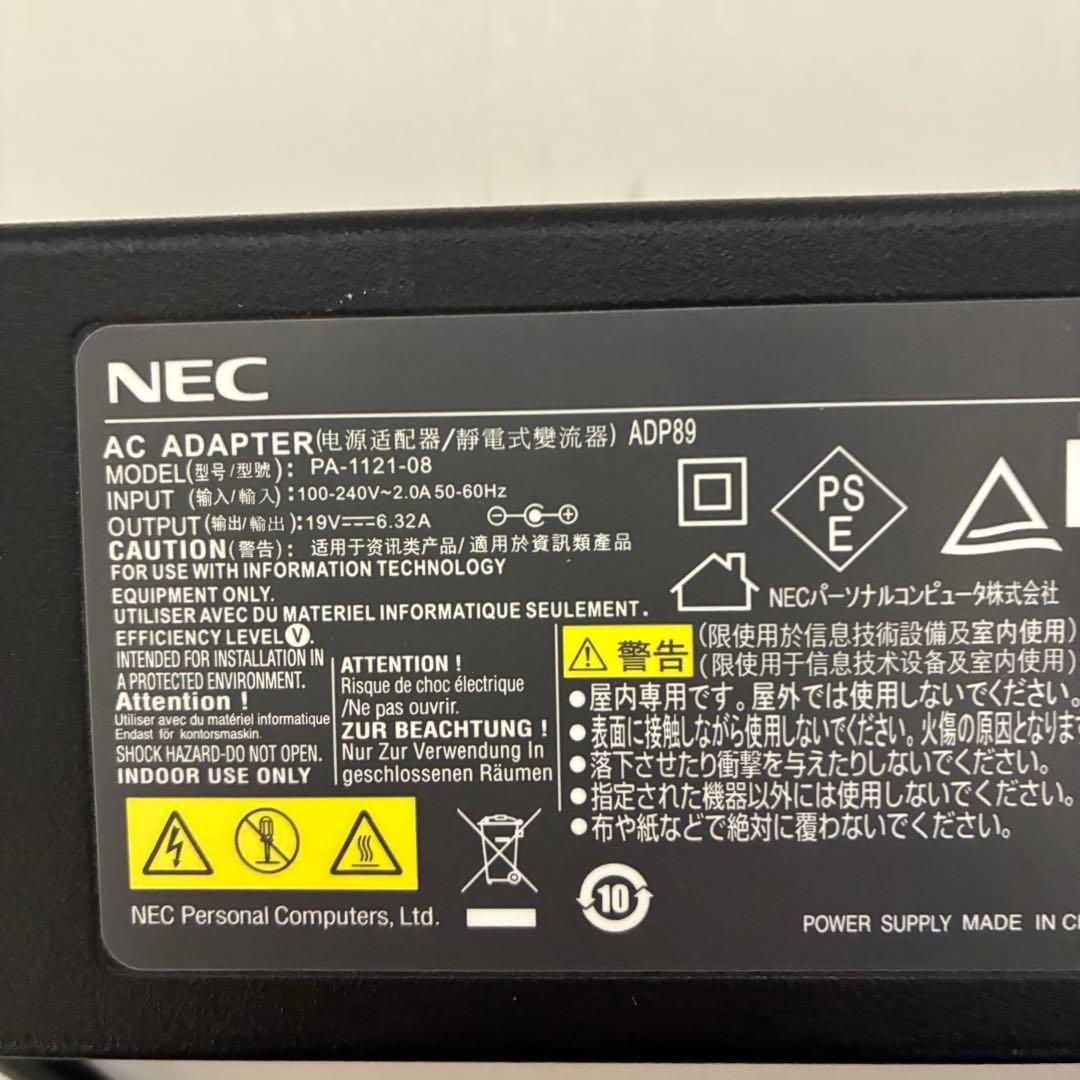 NEC
AC ADAPTER(电源适配器/靜電式變流器) ADP89
MODEL(型号/型號): PA-1121-08
INPUT (输入/輸入):100-240V~2.0A 50-60Hz
OUTPUT(输出/輸出):19V⎓6.32A
CAUTION(警告): 适用于资讯类产品/適用於資訊類產品
FOR USE WITH INFORMATION TECHNOLOGY
EQUIPMENT ONLY.
UTILISER AVEC DU MATERIEL INFORMATIQUE SEULEMENT.
EFFICIENCY LEVEL V.
INTENDED FOR INSTALLATION IN
A PROTECTED ENVIRONMENT.
Attention !
Utiliser avec du matériel informatique
Endast för kontorsmaskin.
SHOCK HAZARD-DO NOT OPEN.
INDOOR USE ONLY
ATTENTION !
Risque de choc électrique
/Ne pas ouvrir.
ZUR BEACHTUNG !
Nur Zur Verwendung In
geschlossenen Räumen
PS
E
NECパーソナルコンピュータ株式会社
警告
(限使用於信息技術設備及室内使用)
(限使用于信息技术设备及室内使用)
●屋内専用です。屋外では使用しないでください。
●表面に接触しながら使用しないでください。火傷の原因となります
●落下させたり衝撃を与えたりしないでください。
●指定された機器以外には使用しないでください。
●布や紙などで絶対に覆わないでください。
10
NEC Personal Computers, Ltd.
POWER SUPPLY MADE IN